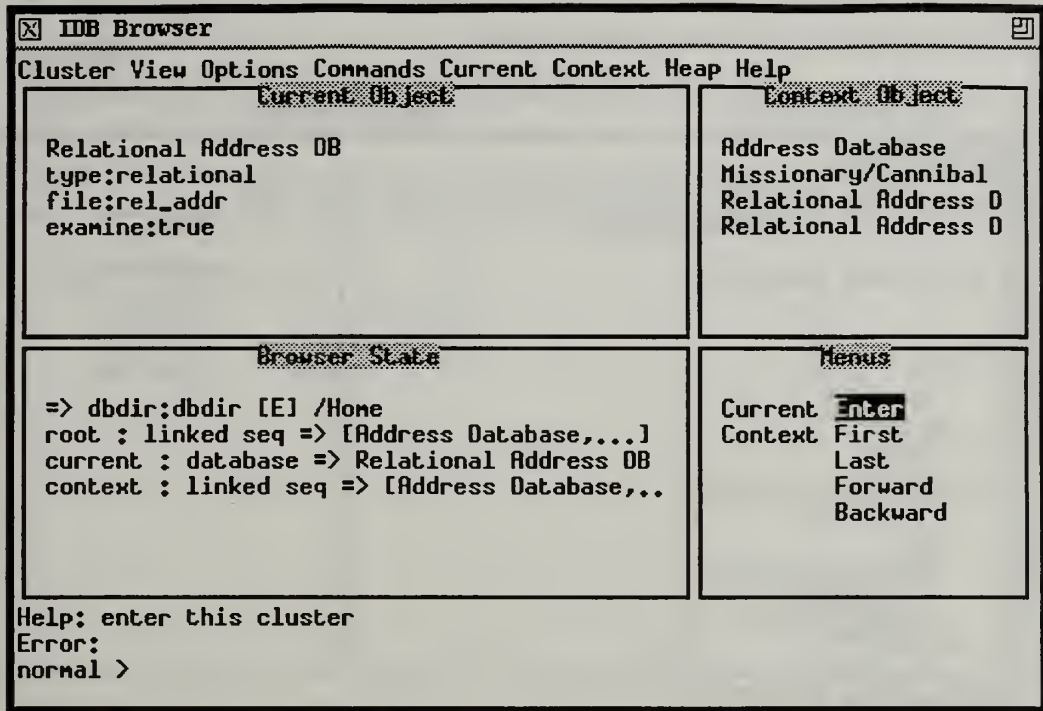 IDB Browser
Cluster View Options Commands Current Context Heap Help
Current Object
Relational Address DB
type:relational
file:rel_addr
examine:true
Context Object
Address Database
Missionary/Cannibal
Relational Address D
Relational Address D
Browser State
=> dbdir:dbdir [E] /Home
root : linked seq => [Address Database,...]
current : database => Relational Address DB
context : linked seq => [Address Database,..
Menus
Current Enter
Context First
Last
Forward
Backward
Help: enter this cluster
Error:
normal >